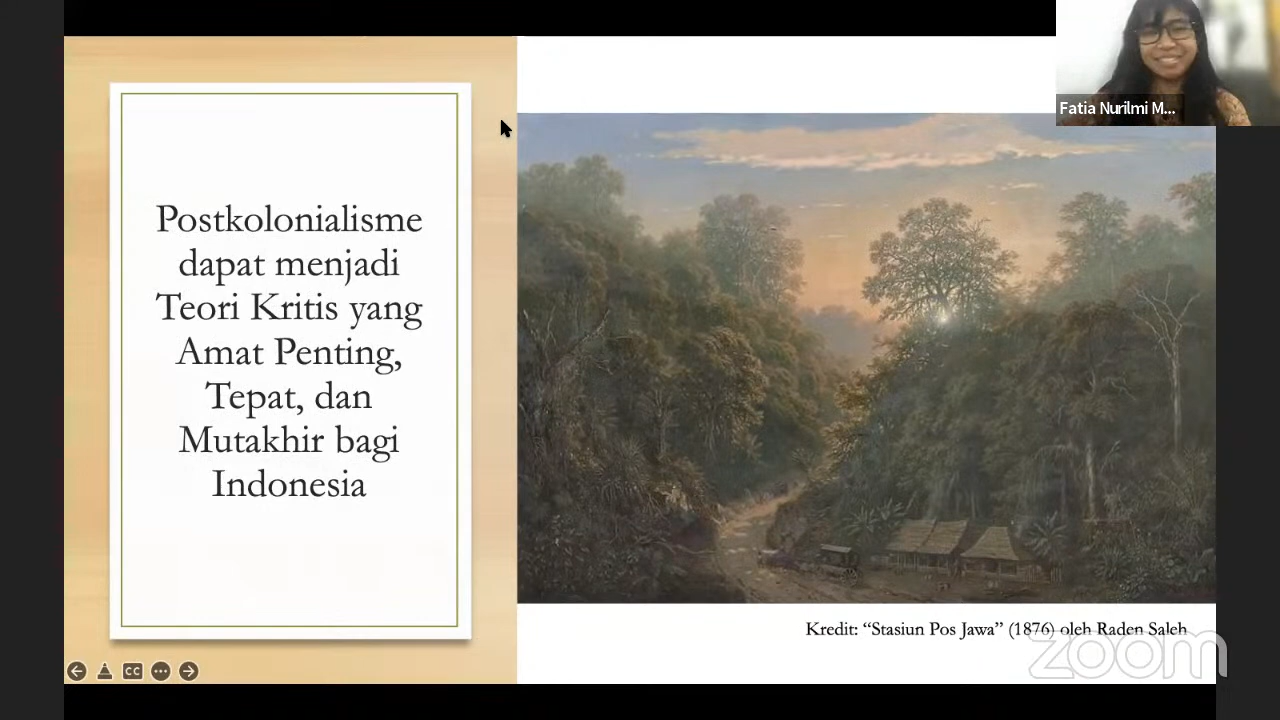 Fatia Nurilmi M...
Postkolonialisme
dapat menjadi
Teori Kritis yang
Amat Penting,
Tepat, dan
Mutakhir bagi
Indonesia
Kredit: “Stasiun Pos Jawa” (1876) oleh Raden Saleh
zoom
CC